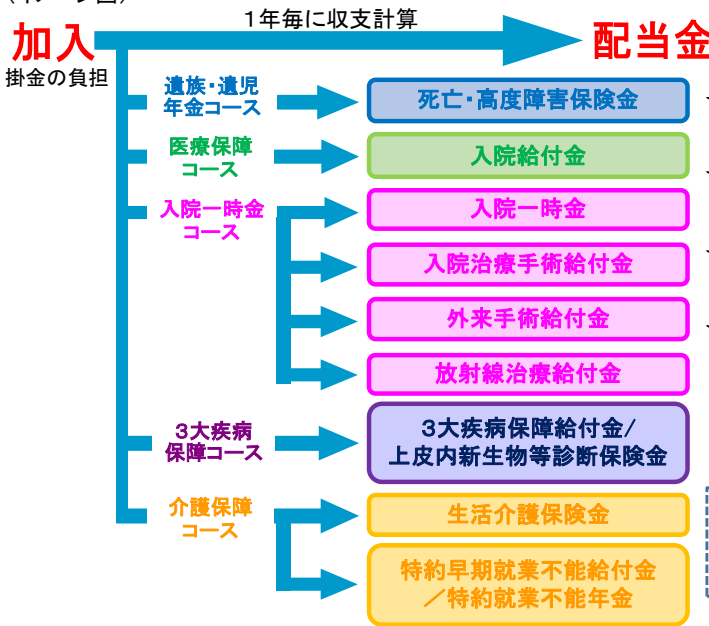 1年毎に収支計算
加入
配当金
掛金の負担
遺族・遺児
年金コース
死亡・高度障害保険金
医療保障
コース
入院給付金
入院一時金
コース
入院一時金
入院治療手術給付金
外来手術給付金
放射線治療給付金
3大疾病
保障コース
3大疾病保障給付金/
上皮内新生物等診断保険金
介護保障
コース
生活介護保険金
特約早期就業不能給付金
／特約就業不能年金